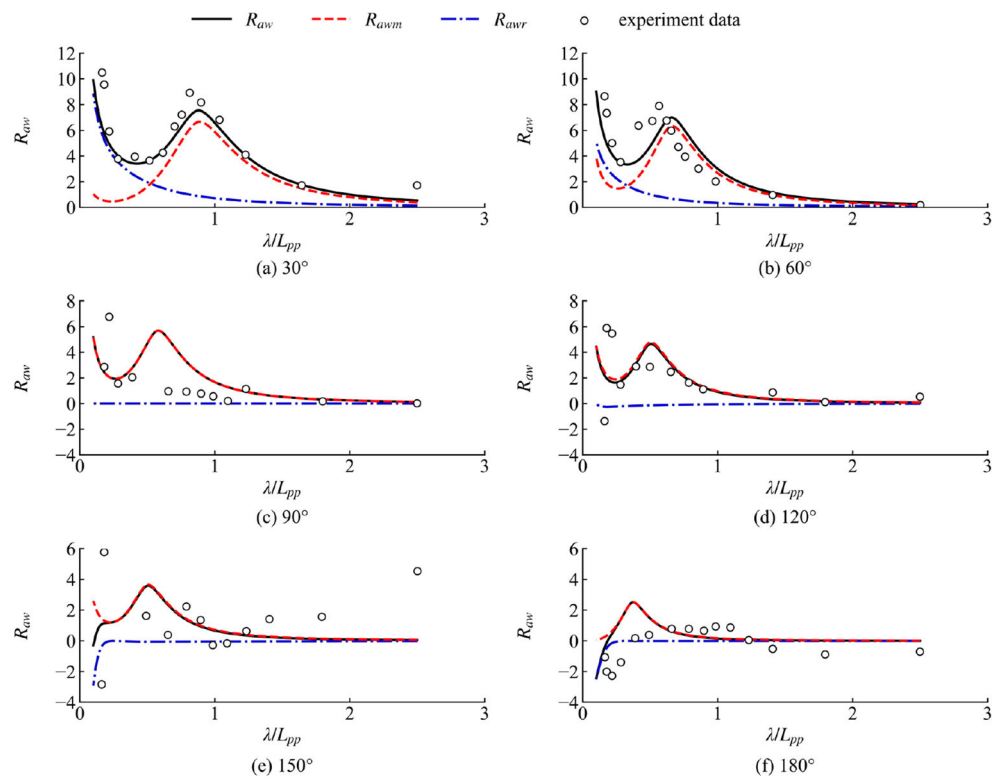 R_aw R_awm R_awr experiment data
12
10
8
6
4
2
0
R_aw
0 1 2 3
λ/L_pp
(a) 30°
12
10
8
6
4
2
0
R_aw
0 1 2 3
λ/L_pp
(b) 60°
8
6
4
2
0
−2
−4
R_aw
0 1 2 3
λ/L_pp
(c) 90°
8
6
4
2
0
−2
−4
R_aw
0 1 2 3
λ/L_pp
(d) 120°
6
4
2
0
−2
−4
R_aw
0 1 2 3
λ/L_pp
(e) 150°
6
4
2
0
−2
−4
R_aw
0 1 2 3
λ/L_pp
(f) 180°